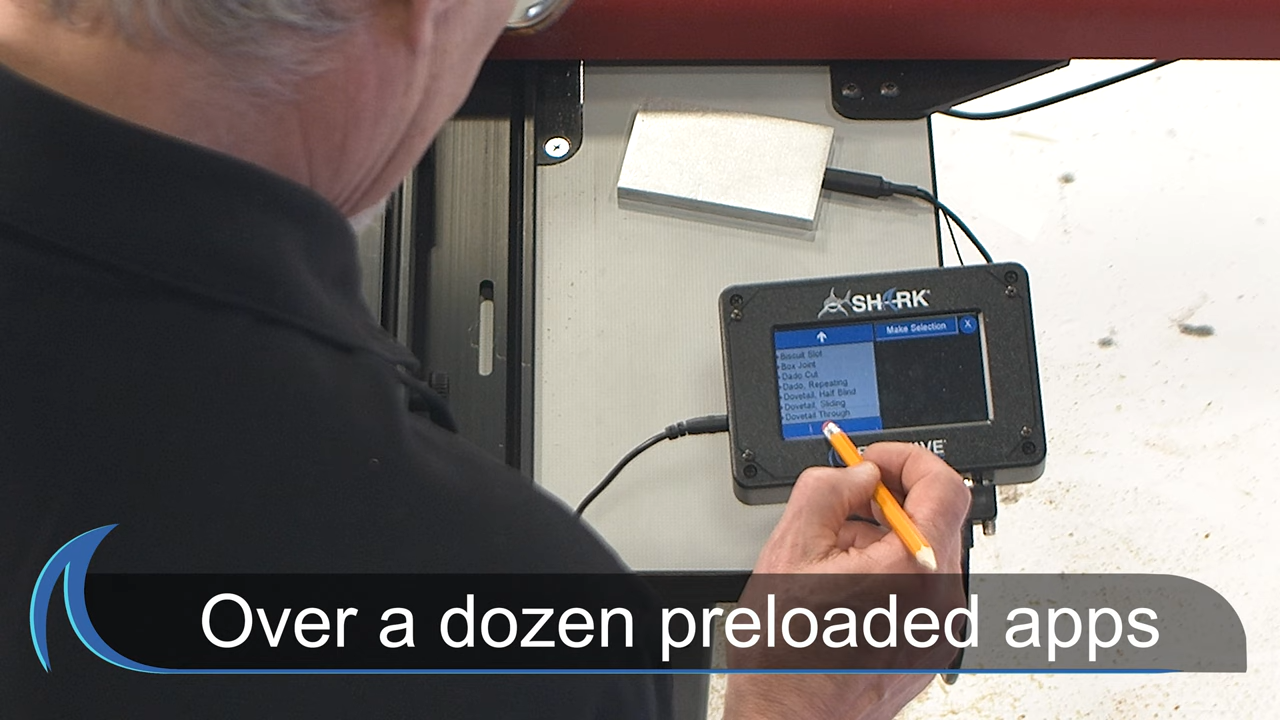 SHARK
Make Selection
X
Biscuit Slot
Box Joint
Dado Cut
Dado, Repeating
Dovetail, Half Blind
Dovetail, Sliding
Dovetail Through
Over a dozen preloaded apps